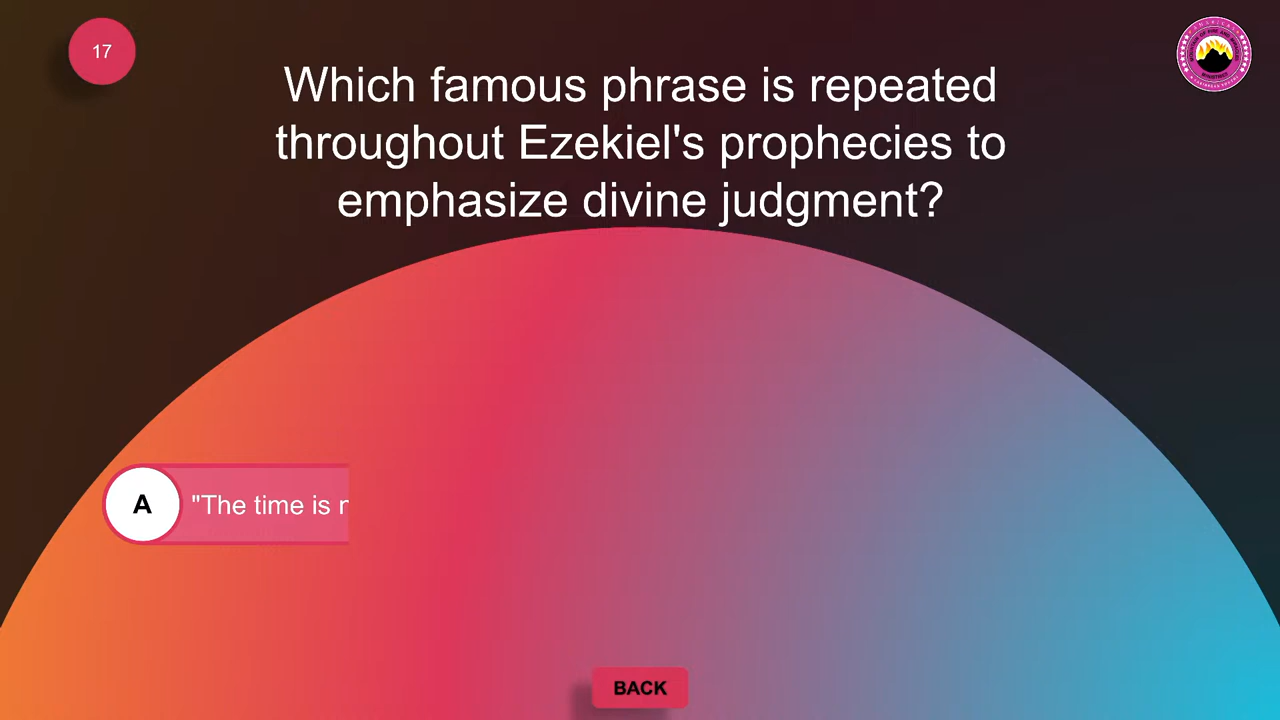 17
Which famous phrase is repeated
throughout Ezekiel's prophecies to
emphasize divine judgment?
A
"The time is
BACK